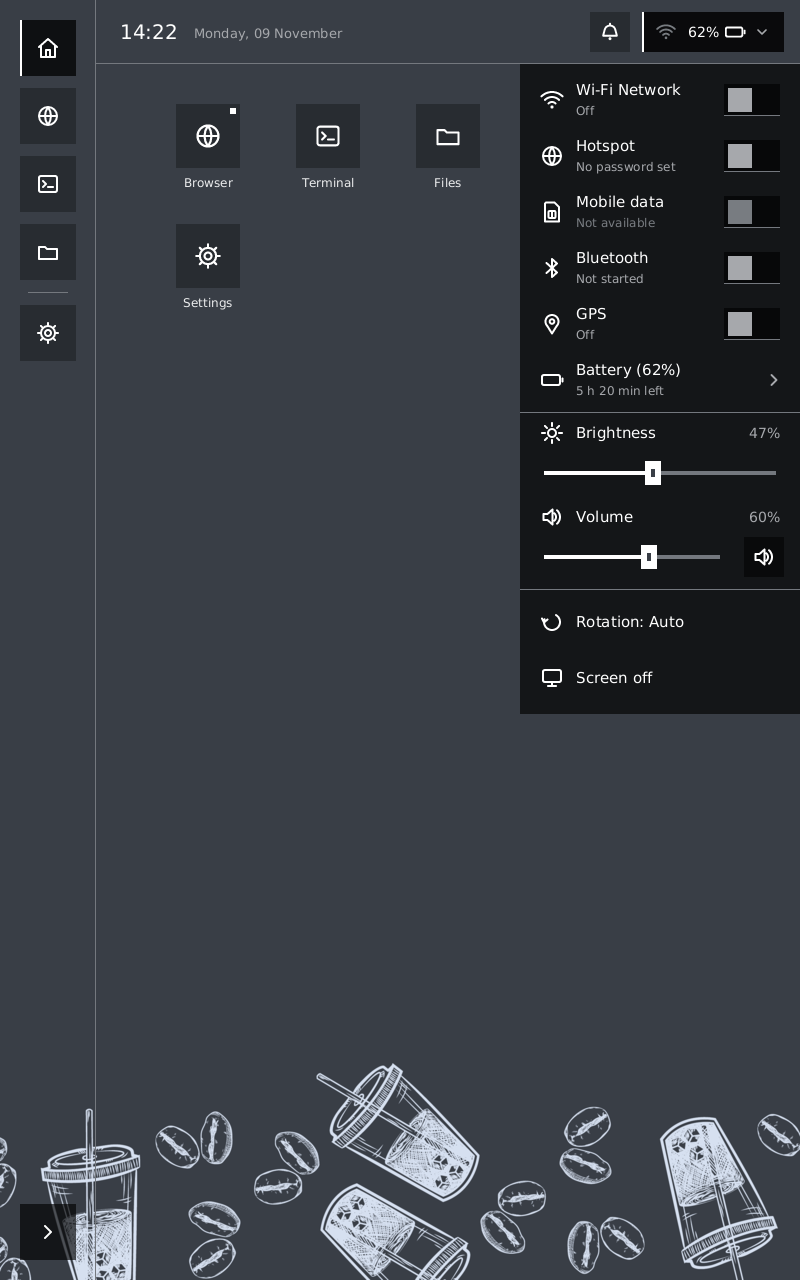 14:22 Monday, 09 November 62%
Browser Terminal Files
Settings
Wi-Fi Network
Off
Hotspot
No password set
Mobile data
Not available
Bluetooth
Not started
GPS
Off
Battery (62%)
5 h 20 min left
Brightness 47%
Volume 60%
Rotation: Auto
Screen off